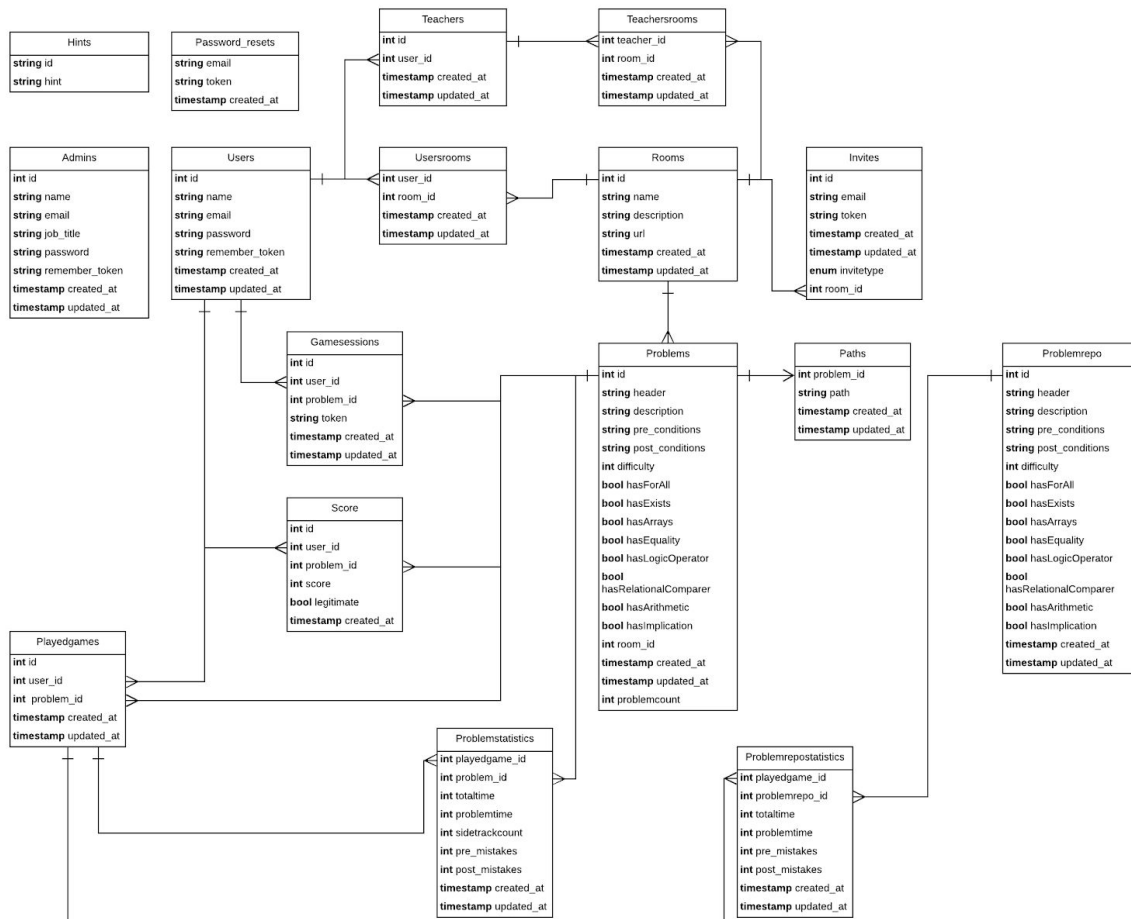 Hints
string id
string hint
Password_resets
string email
string token
timestamp created_at
Teachers
int id
int user_id
timestamp created_at
timestamp updated_at
Teachersrooms
int teacher_id
int room_id
timestamp created_at
timestamp updated_at
Admins
int id
string name
string email
string job_title
string password
string remember_token
timestamp created_at
timestamp updated_at
Users
int id
string name
string email
string password
string remember_token
timestamp created_at
timestamp updated_at
Usersrooms
int user_id
int room_id
timestamp created_at
timestamp updated_at
Rooms
int id
string name
string description
string url
timestamp created_at
timestamp updated_at
Invites
int id
string email
string token
timestamp created_at
timestamp updated_at
enum invitetype
int room_id
Gamesessions
int id
int user_id
int problem_id
string token
timestamp created_at
timestamp updated_at
Problems
int id
string header
string description
string pre_conditions
string post_conditions
int difficulty
bool hasForAll
bool hasExists
bool hasArrays
bool hasEquality
bool hasLogicOperator
bool
hasRelationalComparer
bool hasArithmetic
bool hasImplication
int room_id
timestamp created_at
timestamp updated_at
int problemcount
Paths
int problem_id
string path
timestamp created_at
timestamp updated_at
Problemrepo
int id
string header
string description
string pre_conditions
string post_conditions
int difficulty
bool hasForAll
bool hasExists
bool hasArrays
bool hasEquality
bool hasLogicOperator
bool
hasRelationalComparer
bool hasArithmetic
bool hasImplication
timestamp created_at
timestamp updated_at
Score
int id
int user_id
int problem_id
int score
bool legitimate
timestamp created_at
Playedgames
int id
int user_id
int problem_id
timestamp created_at
timestamp updated_at
Problemstatistics
int playedgame_id
int problem_id
int totaltime
int problemtime
int sidetrackcount
int pre_mistakes
int post_mistakes
timestamp created_at
timestamp updated_at
Problemrepostatistics
int playedgame_id
int problemrepo_id
int totaltime
int problemtime
int pre_mistakes
int post_mistakes
timestamp created_at
timestamp updated_at